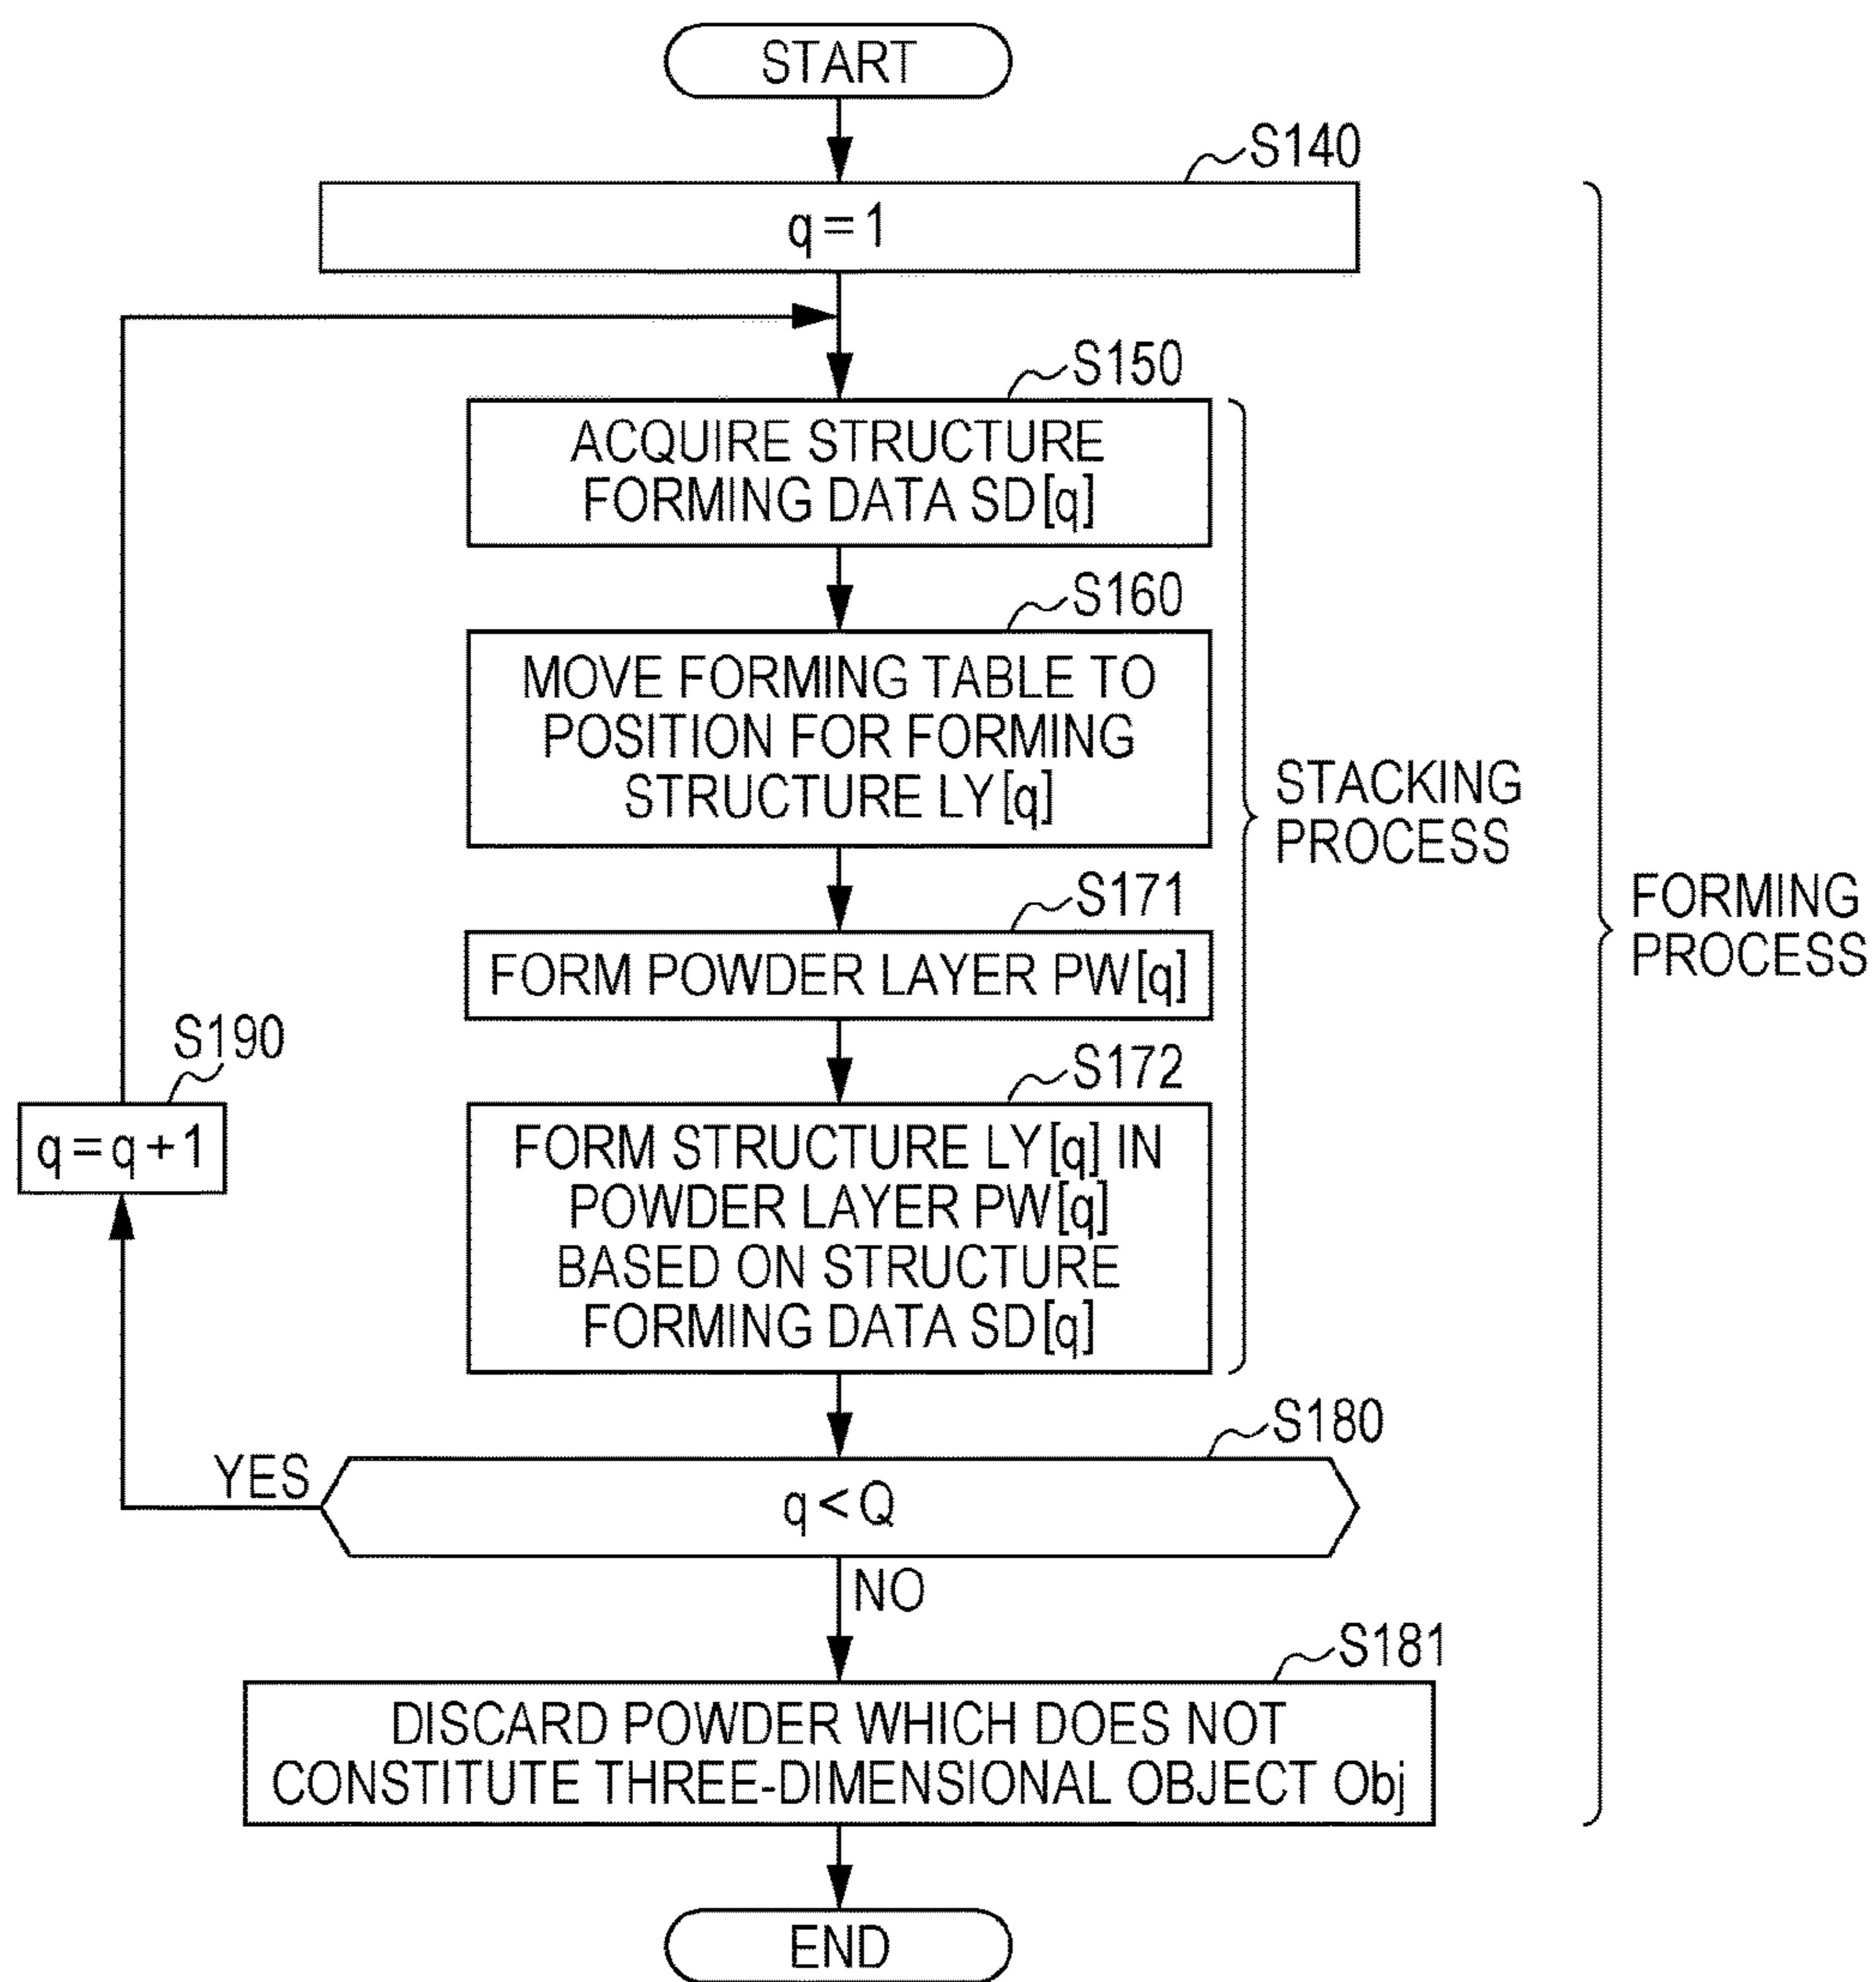 START
S140
q=1
S150
ACQUIRE STRUCTURE
FORMING DATA SD[q]
S160
MOVE FORMING TABLE TO
POSITION FOR FORMING
STRUCTURE LY[q]
STACKING
PROCESS
S171
FORM POWDER LAYER PW[q]
FORMING
PROCESS
S190
q=q+1
S172
FORM STRUCTURE LY[q] IN
POWDER LAYER PW[q]
BASED ON STRUCTURE
FORMING DATA SD[q]
S180
YES
q<Q
NO
S181
DISCARD POWDER WHICH DOES NOT
CONSTITUTE THREE-DIMENSIONAL OBJECT Obj
END